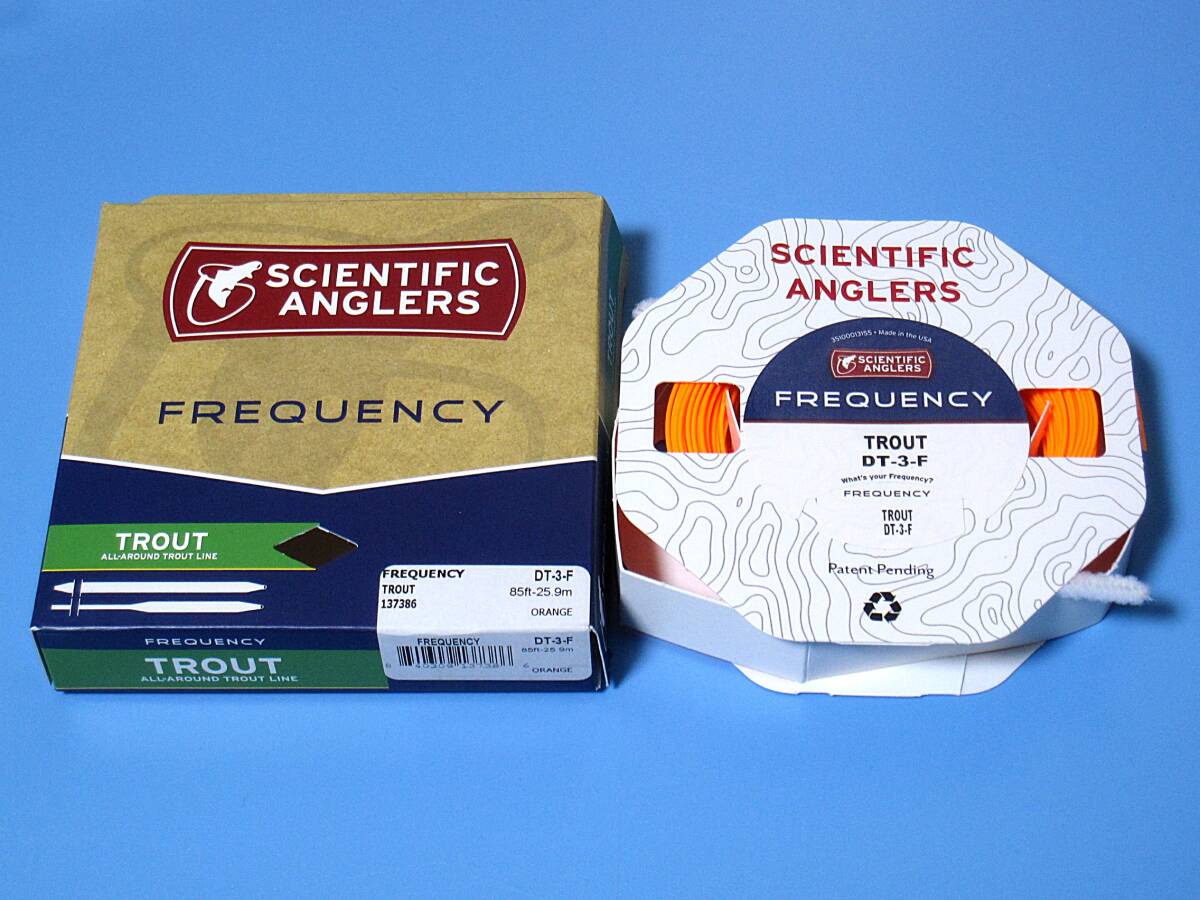 SCIENTIFIC
ANGLERS
FREQUENCY
TROUT
ALL-AROUND TROUT LINE
FREQUENCY DT-3-F
TROUT 85ft-25.9m
137386
ORANGE
FREQUENCY
TROUT
ALL-AROUND TROUT LINE
FREQUENCY DT-3-F
85ft-25.9m
ORANGE
SCIENTIFIC
ANGLERS
35100013155 • Made in the USA
SCIENTIFIC
ANGLERS
FREQUENCY
TROUT
DT-3-F
What's your Frequency?
FREQUENCY
TROUT
DT-3-F
Patent Pending